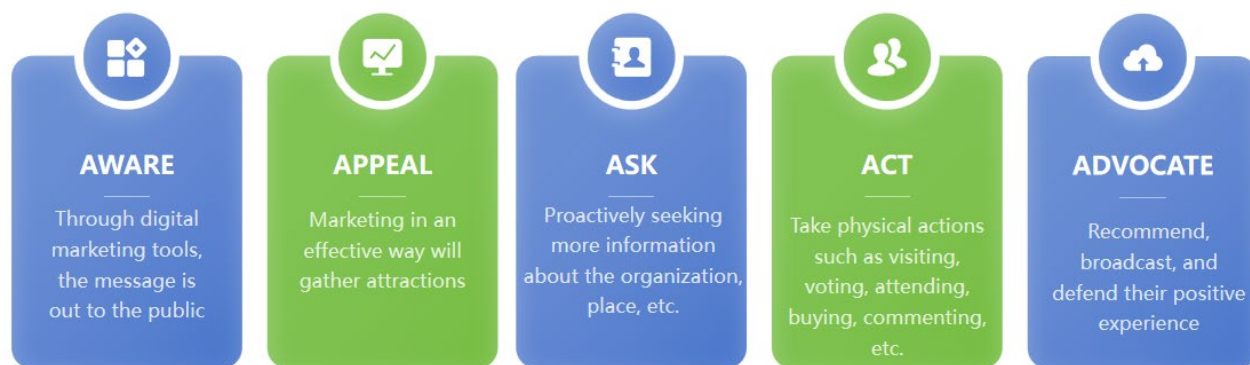 AWARE
Through digital
marketing tools,
the message is
out to the public
APPEAL
Marketing in an
effective way will
gather attractions
ASK
Proactively seeking
more information
about the organization,
place, etc.
ACT
Take physical actions
such as visiting,
voting, attending,
buying, commenting,
etc.
ADVOCATE
Recommend,
broadcast, and
defend their positive
experience